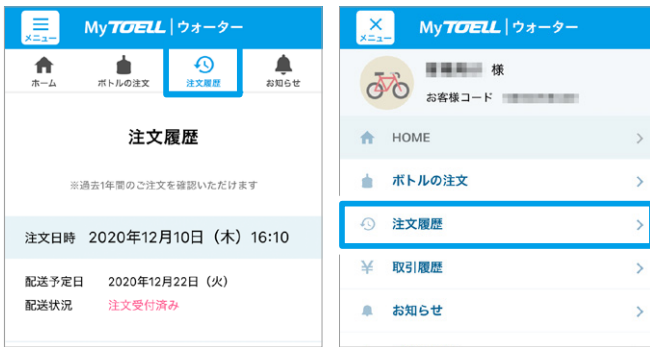 メニュー
My TOELL | ウォーター
ホーム
ボトルの注文
注文履歴
お知らせ
注文履歴
※過去1年間のご注文を確認いただけます
注文日時 2020年12月10日（木）16:10
配送予定日 2020年12月22日（火）
配送状況 注文受付済み
メニュー
My TOELL | ウォーター
様
お客様コード
HOME
ボトルの注文
注文履歴
取引履歴
お知らせ